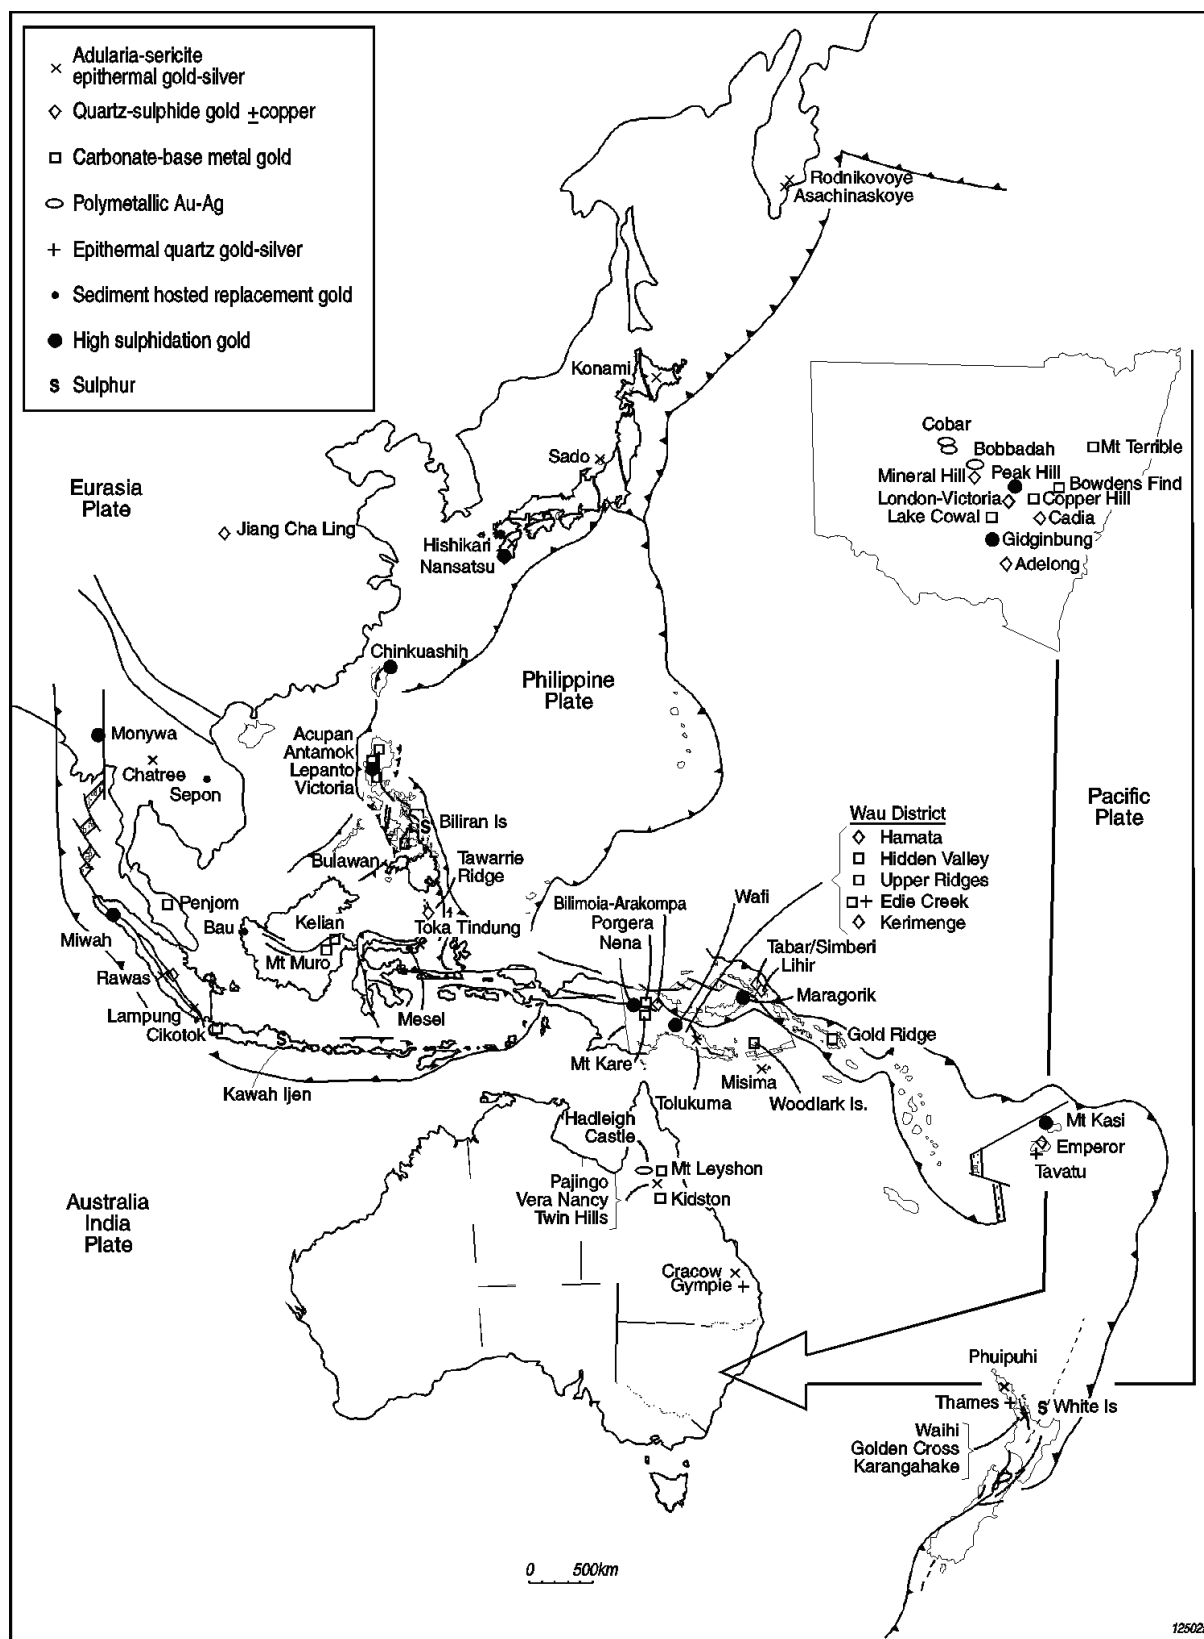 Adularia-sericite
epithermal gold-silver
Quartz-sulphide gold ±copper
Carbonate-base metal gold
Polymetallic Au-Ag
Epithermal quartz gold-silver
Sediment hosted replacement gold
High sulphidation gold
S Sulphur
Rodnikovoye
Asachinaskoye
Konami
Sado
Eurasia
Plate
Jiang Cha Ling
Hishikari
Nansatsu
Cobar
Bobbadah
Mt Terrible
Mineral Hill
Peak Hill
Bowdens Find
London-Victoria
Copper Hill
Lake Cowal
Cadia
Gidginbung
Adelong
Chinkuashih
Philippine
Plate
Monywa
Chatree
Sepon
Acupan
Antamok
Lepanto
Victoria
S
Biliran Is
Bulawan
Tawarrie
Ridge
Pacific
Plate
Wau District
Hamata
Hidden Valley
Upper Ridges
Edie Creek
Kerimenge
Penjom
Bau
Kelian
Mt Muro
Toka Tindung
Bilimoia-Arakompa
Porgera
Nena
Wafi
Tabar/Simberi
Lihir
Maragorik
Miwah
Rawas
Lampung
Cikotok
Mesel
S
Kawah Ijen
Mt Kare
Gold Ridge
Misima
Tolukuma
Woodlark Is.
Hadleigh
Castle
Mt Leyshon
Pajingo
Vera Nancy
Twin Hills
Kidston
Mt Kasi
Emperor
Tavatu
Australia
India
Plate
Cracow
Gympie
Phuipuhi
Thames
S White Is
Waihi
Golden Cross
Karangahake
0 500km
12502